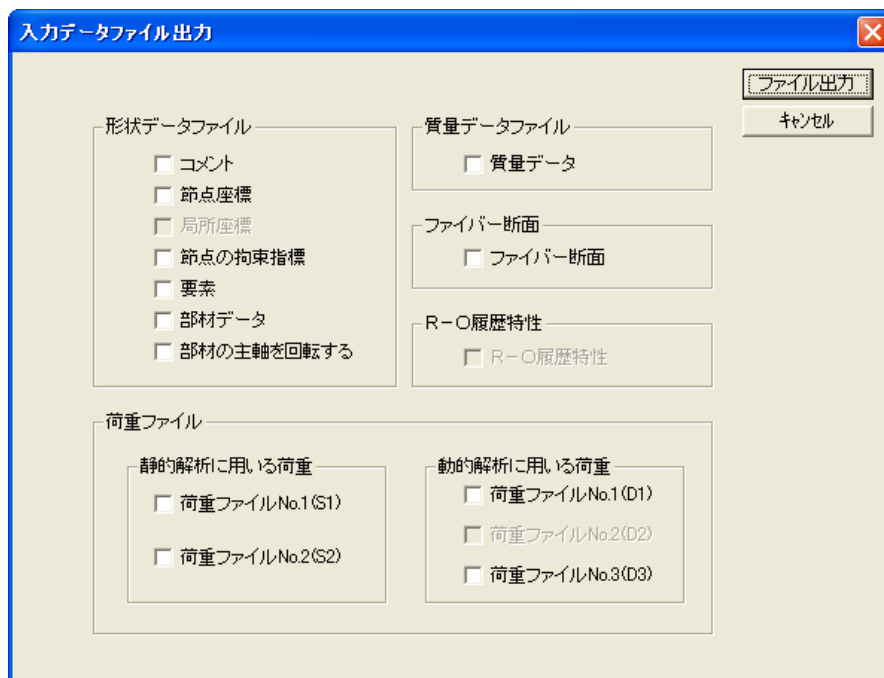 入力データファイル出力
ファイル出力
キャンセル
形状データファイル
コメント
節点座標
局所座標
節点の拘束指標
要素
部材データ
部材の主軸を回転する
質量データファイル
質量データ
ファイバー断面
ファイバー断面
R-O履歴特性
R-O履歴特性
荷重ファイル
静的解析に用いる荷重
荷重ファイルNo.1(S1)
荷重ファイルNo.2(S2)
動的解析に用いる荷重
荷重ファイルNo.1(D1)
荷重ファイルNo.2(D2)
荷重ファイルNo.3(D3)